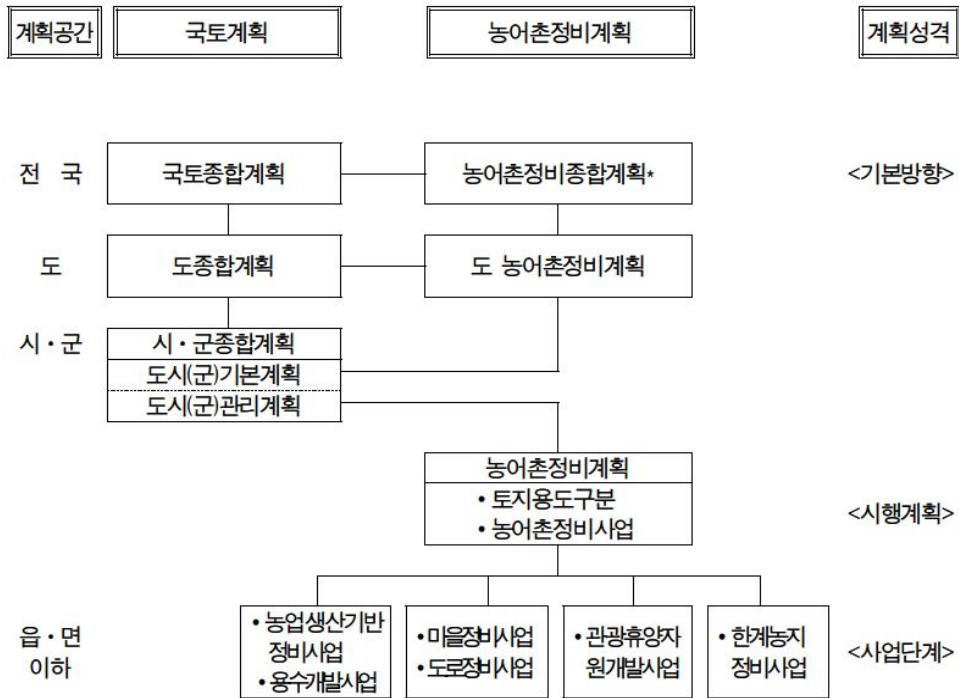 계획공간 국토계획 농어촌정비계획 계획성격
전 국 국토종합계획 농어촌정비종합계획* <기본방향>
도 도종합계획 도 농어촌정비계획
시・군 시・군종합계획
도시(군)기본계획
도시(군)관리계획
농어촌정비계획
• 토지용도구분
• 농어촌정비사업
<시행계획>
읍・면
이하
• 농업생산기반
정비사업
• 용수개발사업
• 마을정비사업
• 도로정비사업
• 관광휴양자
원개발사업
• 한계농지
정비사업
<사업단계>